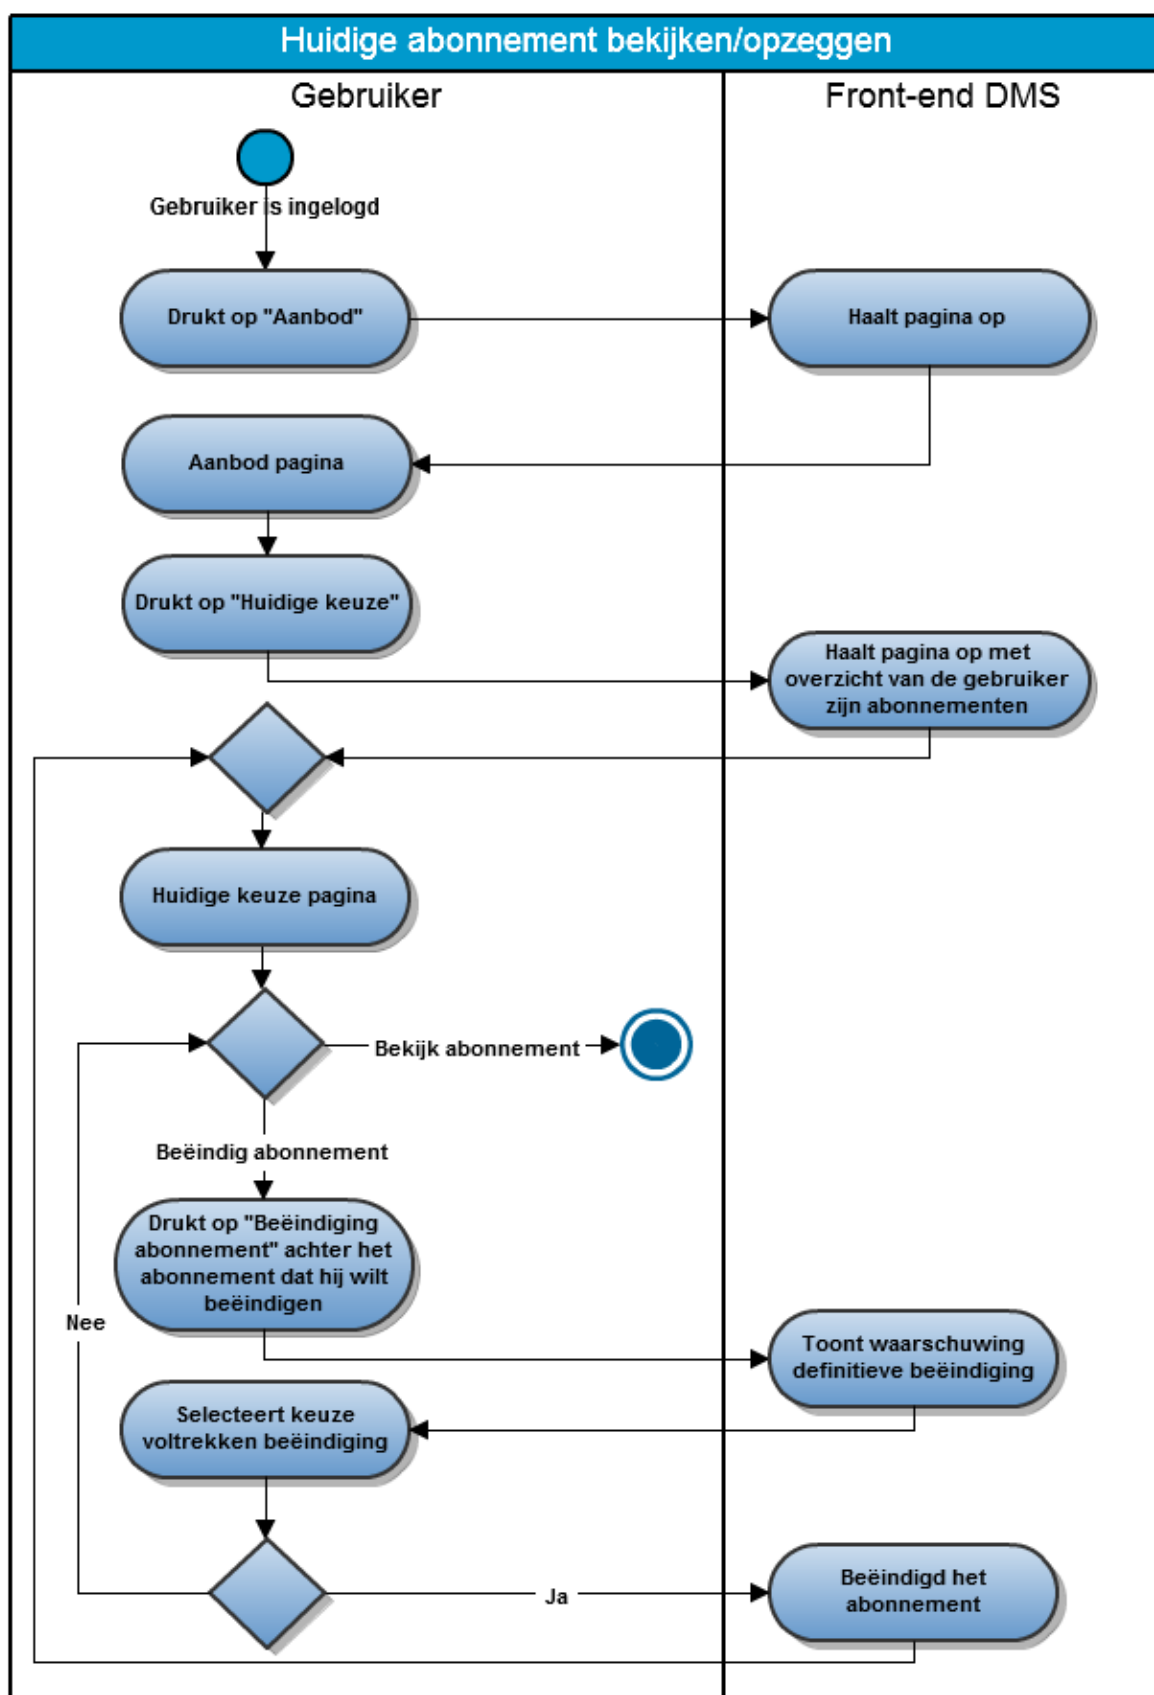 Huidige abonnement bekijken/opzeggen
Gebruiker
Front-end DMS
Gebruiker is ingelogd
Drukt op "Aanbod"
Haalt pagina op
Aanbod pagina
Drukt op "Huidige keuze"
Haalt pagina op met
overzicht van de gebruiker
zijn abonnementen
Huidige keuze pagina
Bekijk abonnement
Beëindig abonnement
Drukt op "Beëindiging
abonnement" achter het
abonnement dat hij wilt
beëindigen
Nee
Toont waarschuwing
definitieve beëindiging
Selecteert keuze
voltrekken beëindiging
Ja
Beëindigd het
abonnement